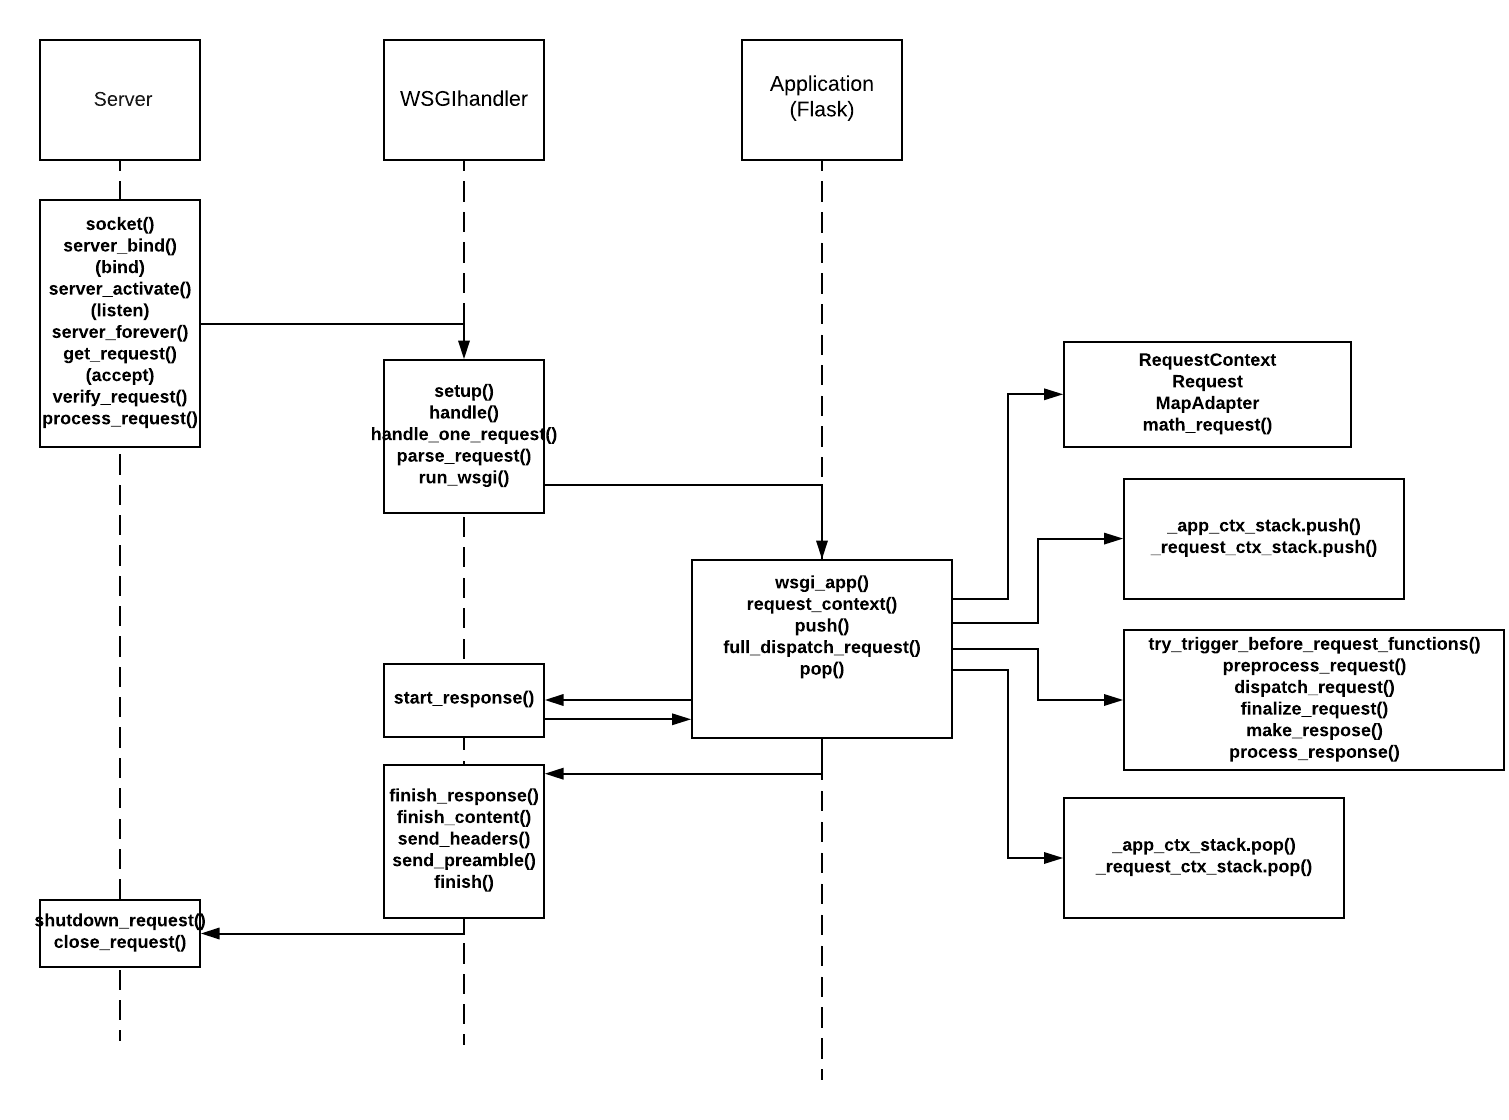 Server
WSGIhandler
Application
(Flask)
socket()
server_bind()
(bind)
server_activate()
(listen)
server_forever()
get_request()
(accept)
verify_request()
process_request()
setup()
handle()
handle_one_request()
parse_request()
run_wsgi()
RequestContext
Request
MapAdapter
math_request()
_app_ctx_stack.push()
_request_ctx_stack.push()
wsgi_app()
request_context()
push()
full_dispatch_request()
pop()
try_trigger_before_request_functions()
preprocess_request()
dispatch_request()
finalize_request()
make_respose()
process_response()
start_response()
finish_response()
finish_content()
send_headers()
send_preamble()
finish()
_app_ctx_stack.pop()
_request_ctx_stack.pop()
shutdown_request()
close_request()